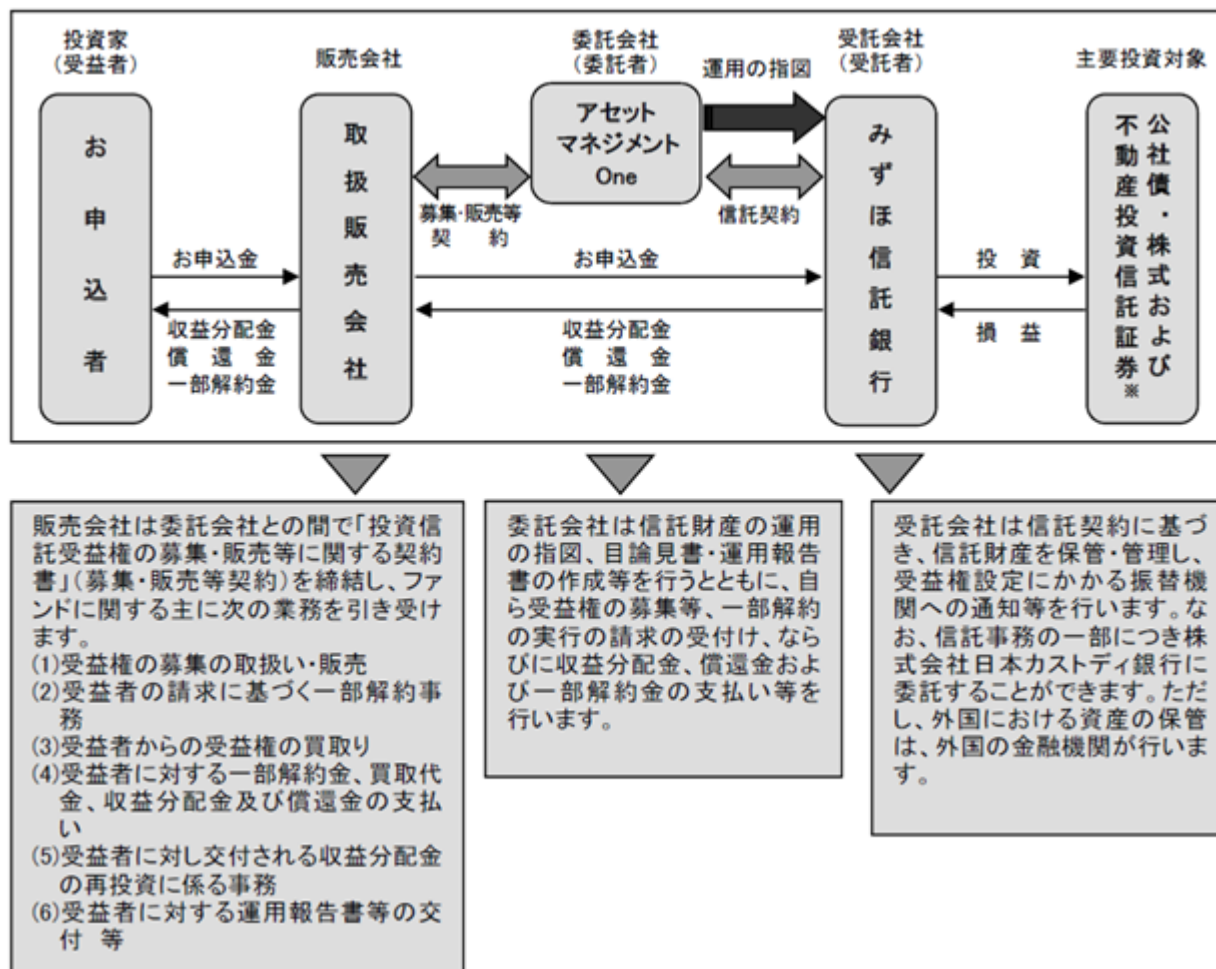 投資家
（受益者）
販売会社
委託会社
（委託者）
運用の指図
受託会社
（受託者）
主要投資対象
お申込者
取扱販売会社
アセット
マネジメント
One
みずほ信託銀行
公社債・株式および
不動産投資信託証券※
募集・販売等
契　約
信託契約
お申込金
収益分配金
償　還　金
一部解約金
お申込金
収益分配金
償　還　金
一部解約金
投　資
損　益
販売会社は委託会社との間で「投資信
託受益権の募集・販売等に関する契約
書」（募集・販売等契約）を締結し、ファ
ンドに関する主に次の業務を引き受け
ます。
(1)受益権の募集の取扱い・販売
(2)受益者の請求に基づく一部解約事
務
(3)受益者からの受益権の買取り
(4)受益者に対する一部解約金、買取代
金、収益分配金及び償還金の支払
い
(5)受益者に対し交付される収益分配金
の再投資に係る事務
(6)受益者に対する運用報告書等の交
付　等
委託会社は信託財産の運用
の指図、目論見書・運用報告
書の作成等を行うとともに、自
ら受益権の募集等、一部解約
の実行の請求の受付け、なら
びに収益分配金、償還金およ
び一部解約金の支払い等を
行います。
受託会社は信託契約に基づ
き、信託財産を保管・管理し、
受益権設定にかかる振替機
関への通知等を行います。な
お、信託事務の一部につき株
式会社日本カストディ銀行に
委託することができます。ただ
し、外国における資産の保管
は、外国の金融機関が行いま
す。